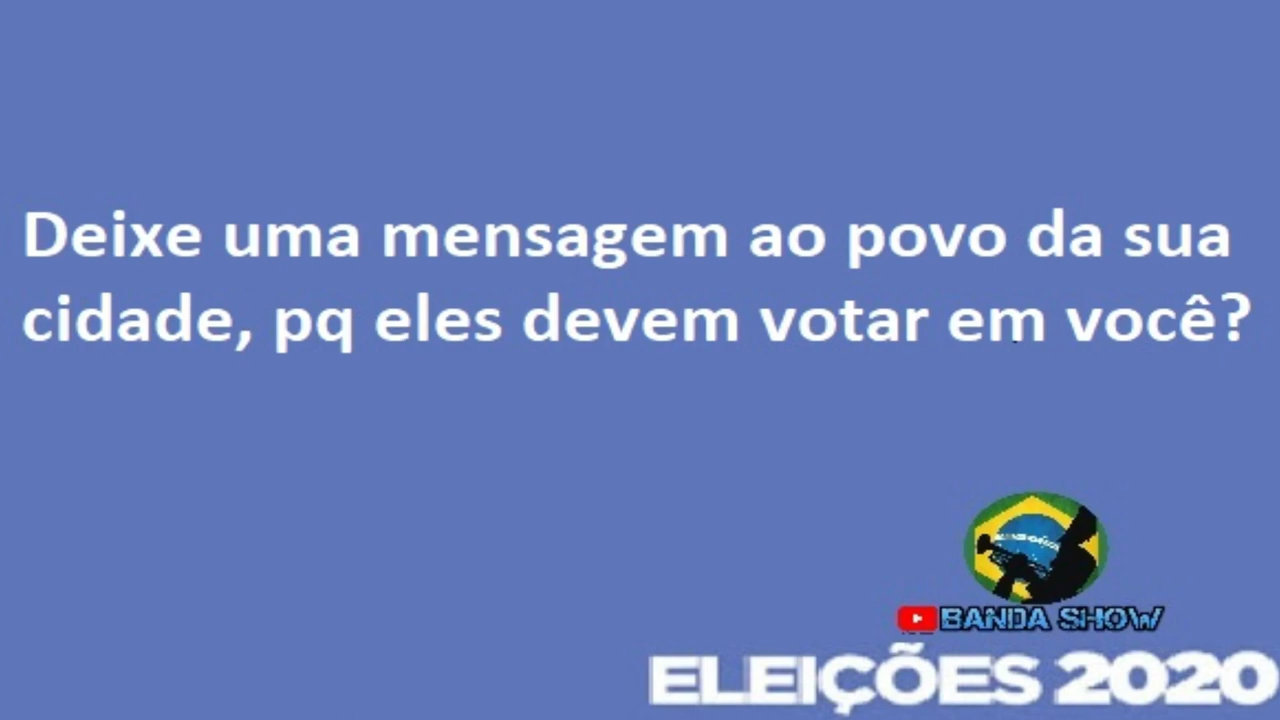 Deixe uma mensagem ao povo da sua
cidade, pq eles devem votar em você?
BANDA SHOW
ELEIÇÕES 2020